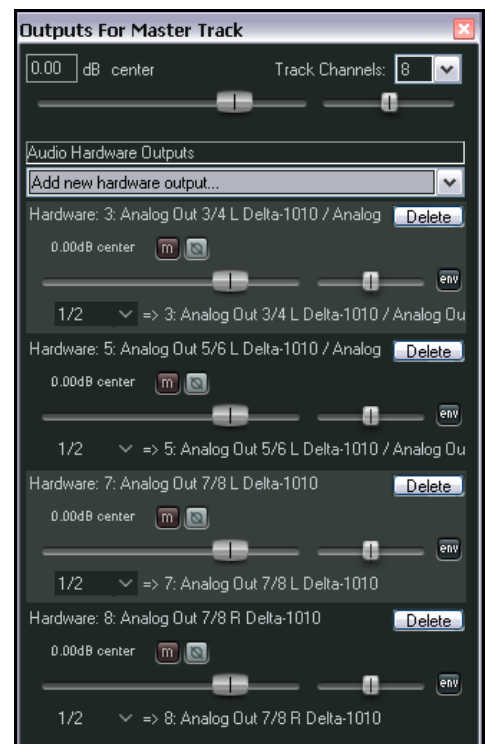 Outputs For Master Track
0.00 dB center Track Channels: 8
Audio Hardware Outputs
Add new hardware output...
Hardware: 3: Analog Out 3/4 L Delta-1010 / Analog Delete
0.00dB center m
env
1/2 => 3: Analog Out 3/4 L Delta-1010 / Analog Ou
Hardware: 5: Analog Out 5/6 L Delta-1010 / Analog Delete
0.00dB center m
env
1/2 => 5: Analog Out 5/6 L Delta-1010 / Analog Ou
Hardware: 7: Analog Out 7/8 L Delta-1010 Delete
0.00dB center m
env
1/2 => 7: Analog Out 7/8 L Delta-1010
Hardware: 8: Analog Out 7/8 R Delta-1010 Delete
0.00dB center m
env
1/2 => 8: Analog Out 7/8 R Delta-1010